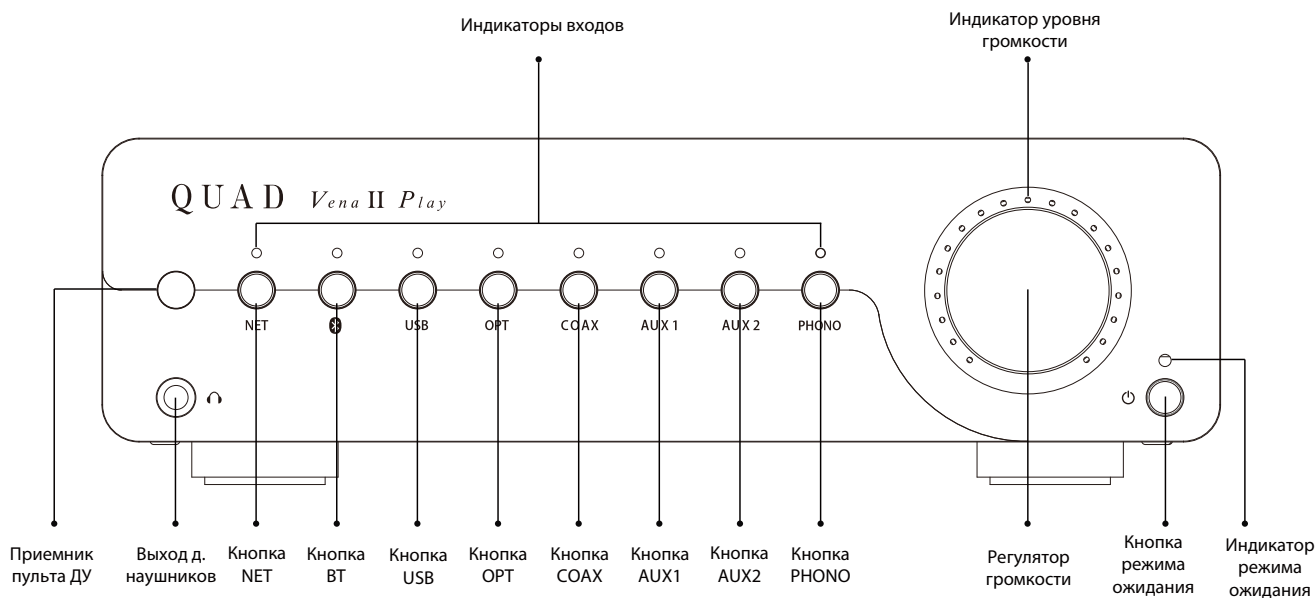 Индикаторы входов
Индикатор уровня
громкости
QUAD Vena II Play
NET
USB
OPT
COAX
AUX 1
AUX 2
PHONO
Приемник
пульта ДУ
Выход д.
наушников
Кнопка
NET
Кнопка
BT
Кнопка
USB
Кнопка
OPT
Кнопка
COAX
Кнопка
AUX1
Кнопка
AUX2
Кнопка
PHONO
Регулятор
громкости
Кнопка
режима
ожидания
Индикатор
режима
ожидания